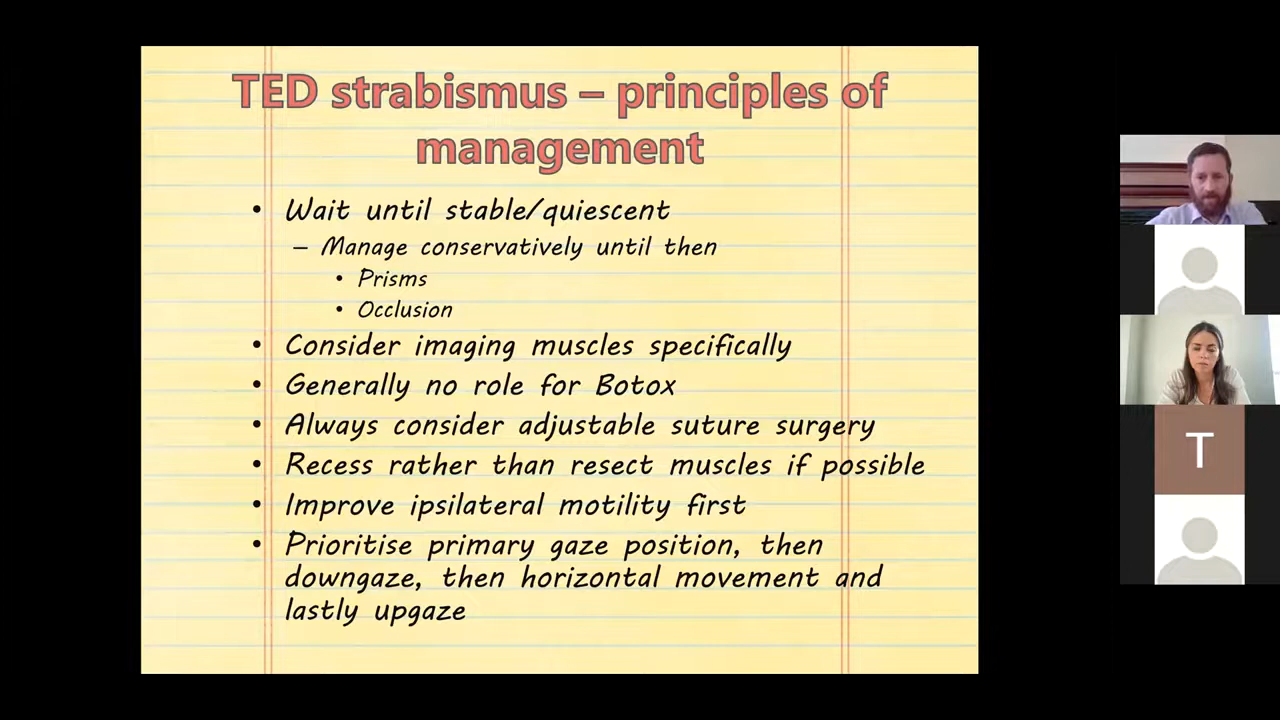 TED strabismus – principles of
management
• Wait until stable/quiescent
– Manage conservatively until then
• Prisms
• Occlusion
• Consider imaging muscles specifically
• Generally no role for Botox
• Always consider adjustable suture surgery
• Recess rather than resect muscles if possible
• Improve ipsilateral motility first
• Prioritise primary gaze position, then
downgaze, then horizontal movement and
lastly upgaze
T